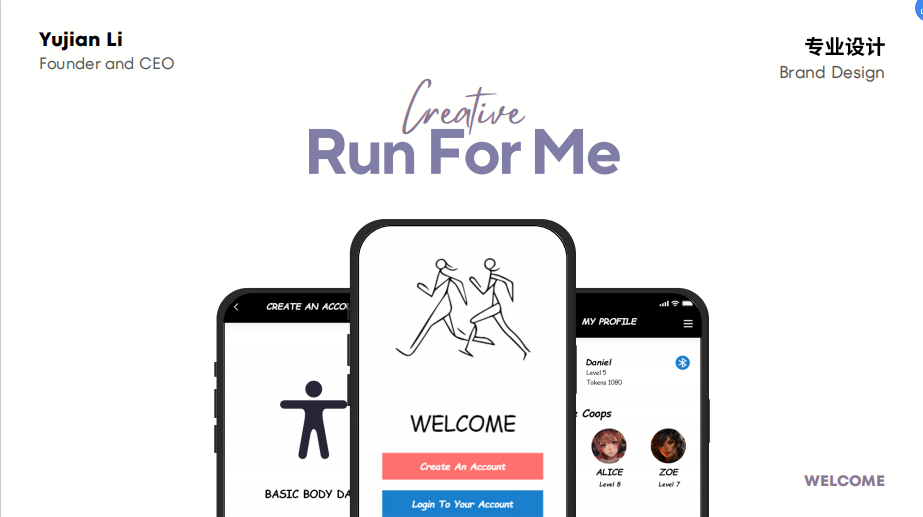 Yujian Li
Founder and CEO
专业设计
Brand Design
Creative
Run For Me
CREATE AN ACCO
BASIC BODY DA
WELCOME
Create An Account
Login To Your Account
MY PROFILE
Daniel
Level 5
Tokens 1080
Coops
ALICE
Level 8
ZOE
Level 7
WELCOME